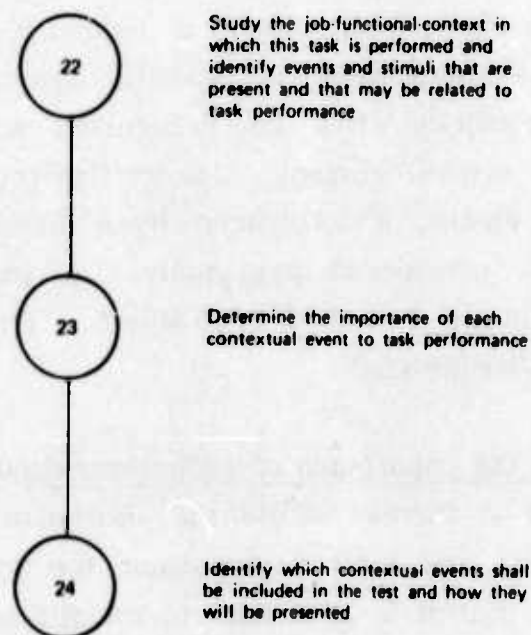 22
Study the job-functional-context in
which this task is performed and
identify events and stimuli that are
present and that may be related to
task performance
23
Determine the importance of each
contextual event to task performance
24
Identify which contextual events shall
be included in the test and how they
will be presented